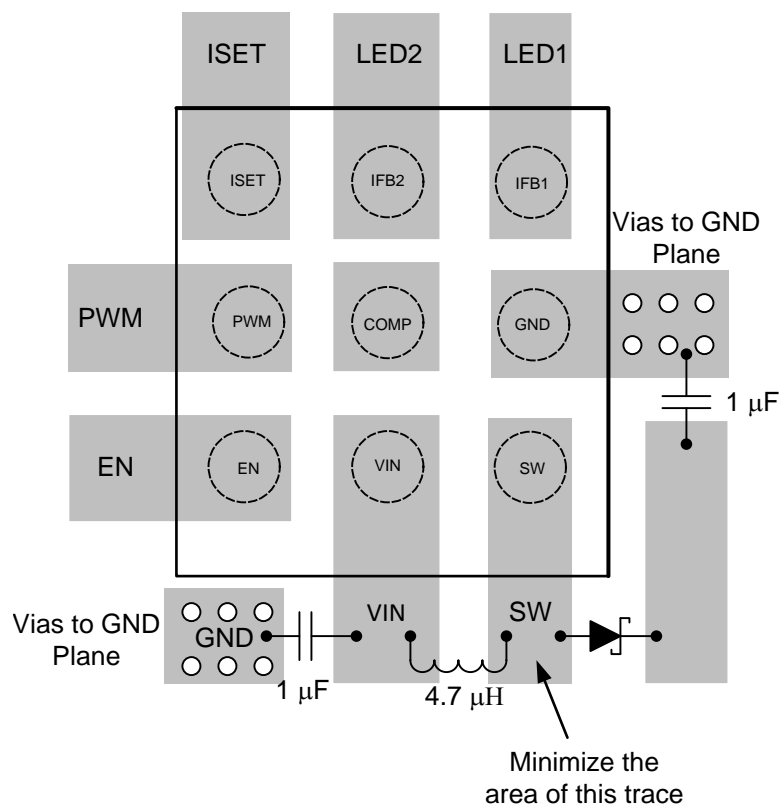 ISET LED2 LED1
ISET IFB2 IFB1
Vias to GND
Plane
PWM PWM COMP GND
1 μF
EN EN VIN SW
Vias to GND
Plane
GND VIN SW
1 μF 4.7 μH
Minimize the
area of this trace